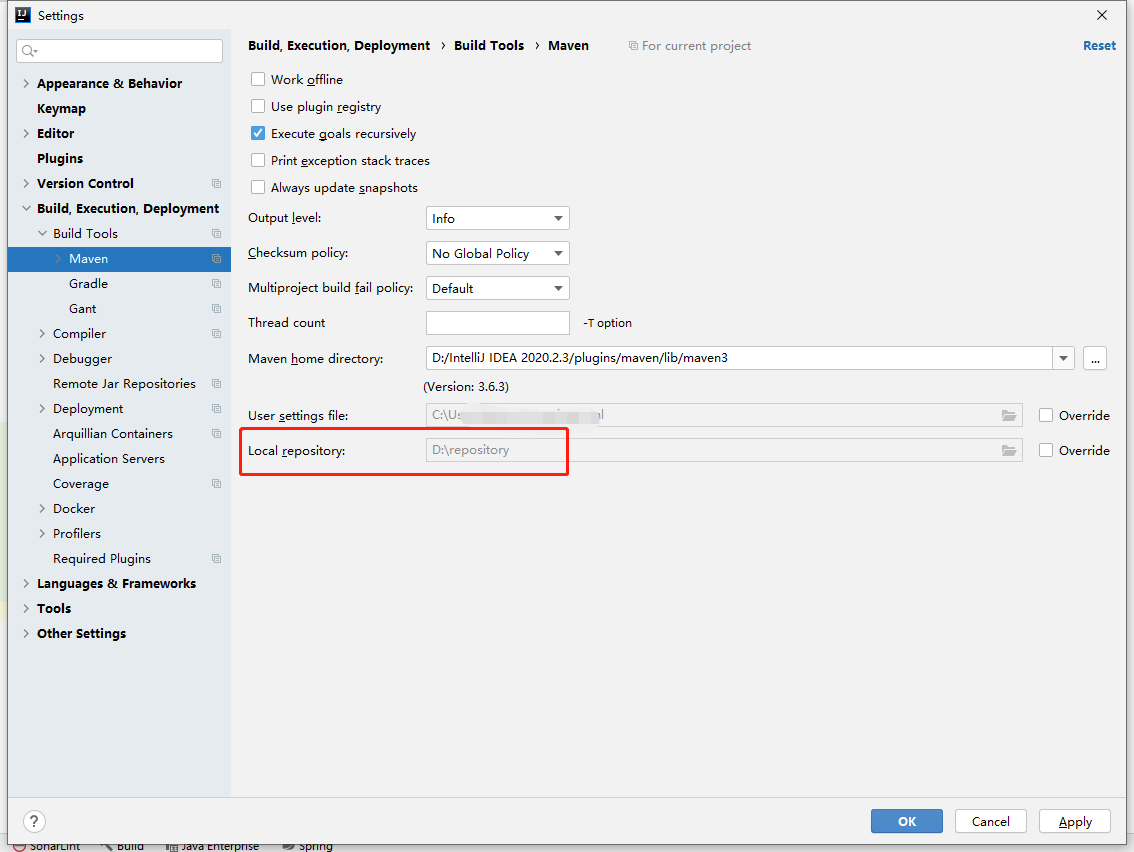 Settings
Build, Execution, Deployment › Build Tools › Maven For current project Reset
Appearance & Behavior
Keymap
Editor
Plugins
Version Control
Build, Execution, Deployment
Build Tools
Maven
Gradle
Gant
Compiler
Debugger
Remote Jar Repositories
Deployment
Arquillian Containers
Application Servers
Coverage
Docker
Profilers
Required Plugins
Languages & Frameworks
Tools
Other Settings
Work offline
Use plugin registry
Execute goals recursively
Print exception stack traces
Always update snapshots
Output level: Info
Checksum policy: No Global Policy
Multiproject build fail policy: Default
Thread count -T option
Maven home directory: D:/IntelliJ IDEA 2020.2.3/plugins/maven/lib/maven3 ...
(Version: 3.6.3)
User settings file: C:\Us Override
Local repository: D:\repository Override
? OK Cancel Apply
SonarLint Build Java Enterprise Spring